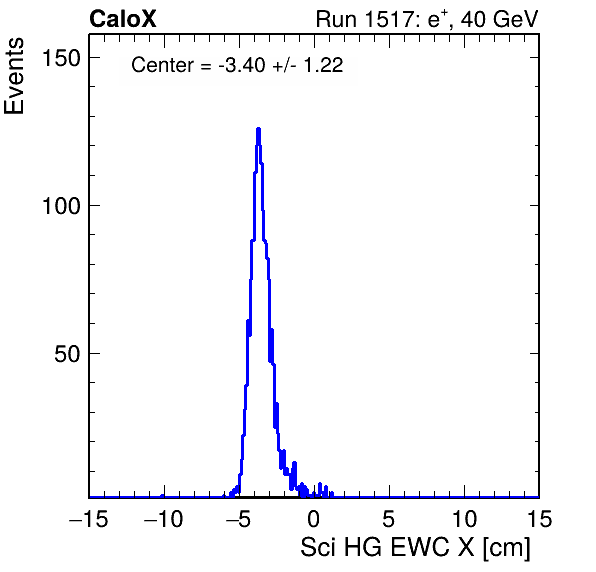 CaloX Run 1517: e⁺, 40 GeV
Center = -3.40 +/- 1.22
Events
150
100
50
−15 −10 −5 0 5 10 15
Sci HG EWC X [cm]